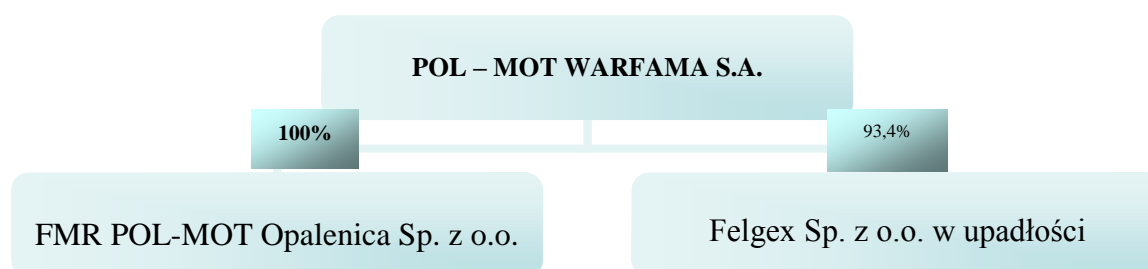 POL – MOT WARFAMA S.A.
100%
93,4%
FMR POL-MOT Opalenica Sp. z o.o.
Felgex Sp. z o.o. w upadłości